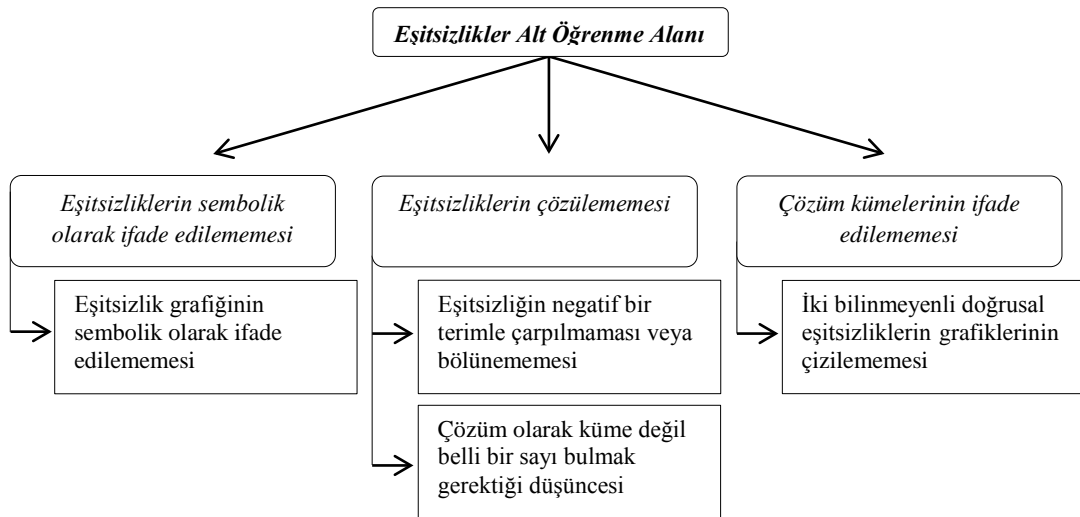 Eşitsizlikler Alt Öğrenme Alanı
Eşitsizliklerin sembolik
olarak ifade edilememesi
Eşitsizlik grafiğinin
sembolik olarak ifade
edilememesi
Eşitsizliklerin çözülememesi
Eşitsizliğin negatif bir
terimle çarpılmaması veya
bölünememesi
Çözüm olarak küme değil
belli bir sayı bulmak
gerektiği düşüncesi
Çözüm kümelerinin ifade
edilememesi
İki bilinmeyenli doğrusal
eşitsizliklerin grafiklerinin
çizilememesi